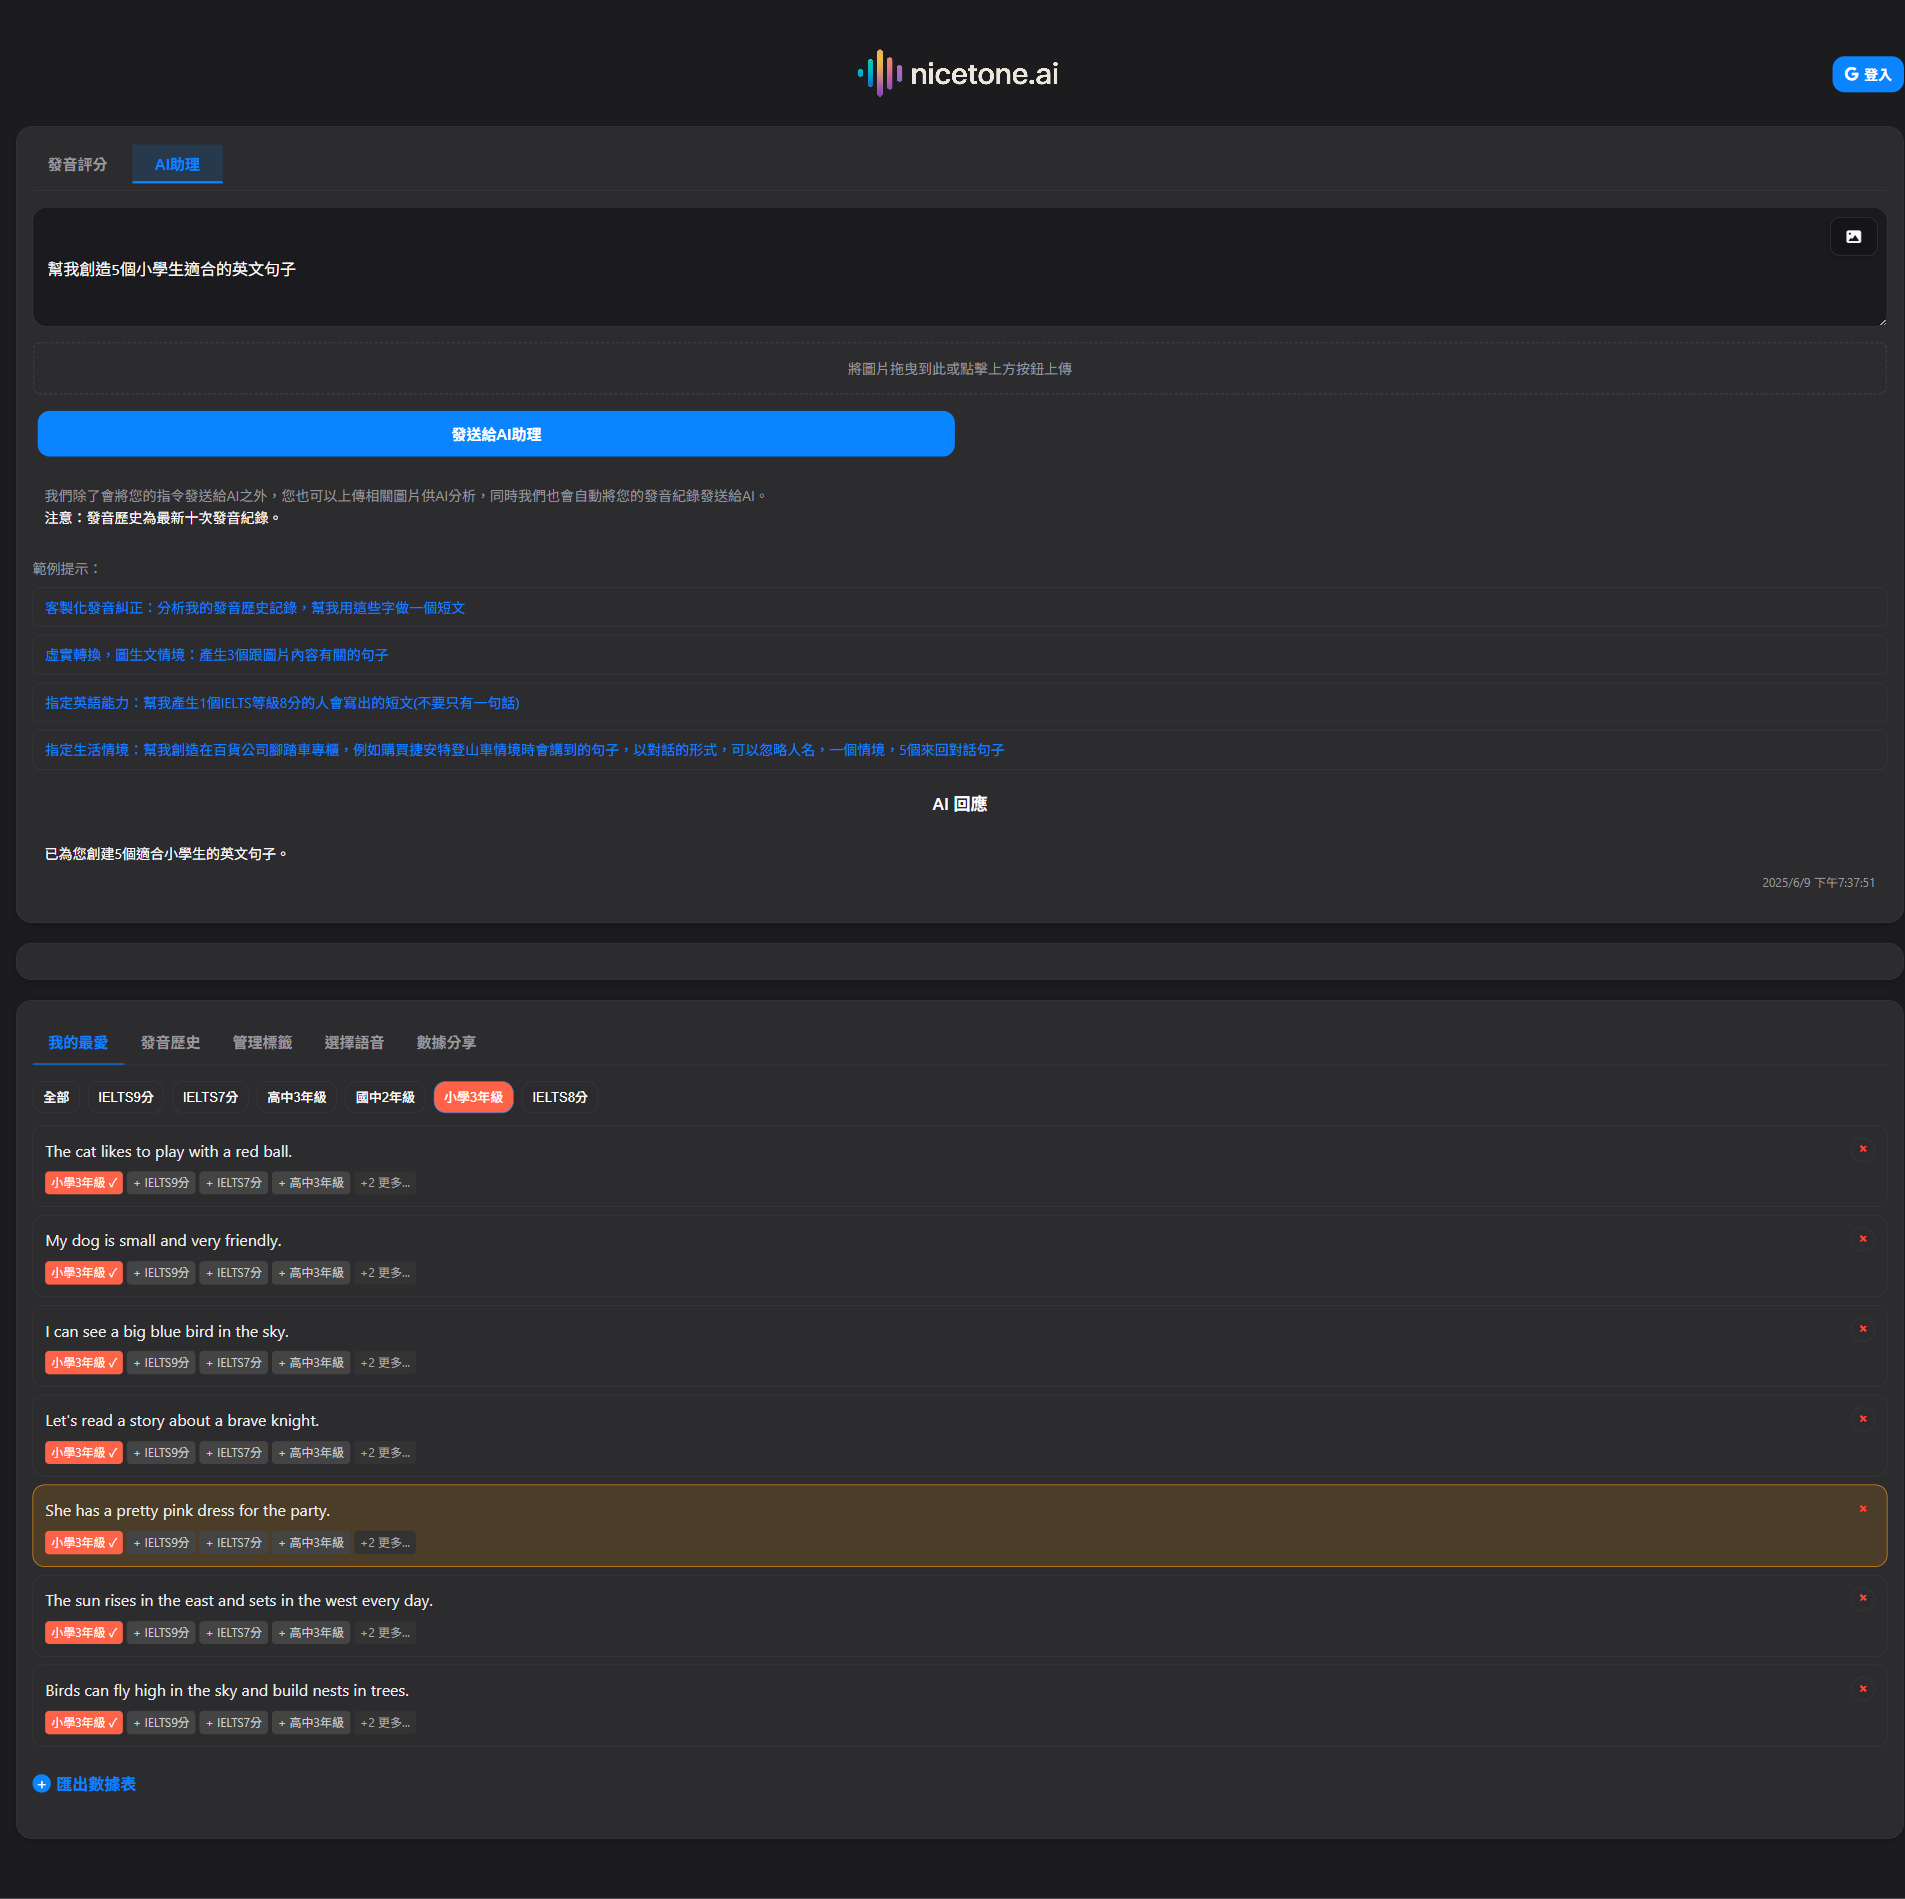 nicetone.ai
G 登入
發音評分 AI助理
幫我創造5個小學生適合的英文句子
將圖片拖曳到此或點擊上方按鈕上傳
發送給AI助理
我們除了會將您的指令發送給AI之外，您也可以上傳相關圖片供AI分析，同時我們也會自動將您的發音紀錄發送給AI。
注意：發音歷史為最新十次發音紀錄。
範例提示：
客製化發音糾正：分析我的發音歷史記錄，幫我用這些字做一個短文
虛實轉換，圖生文情境：產生3個跟圖片內容有關的句子
指定英語能力：幫我產生1個IELTS等級8分的人會寫出的短文(不要只有一句話)
指定生活情境：幫我創造在百貨公司腳踏車專櫃，例如購買捷安特登山車情境時會講到的句子，以對話的形式，可以忽略人名，一個情境，5個來回對話句子
AI 回應
已為您創建5個適合小學生的英文句子。
2025/6/9 下午7:37:51
我的最愛 發音歷史 管理標籤 選擇語音 數據分享
全部 IELTS9分 IELTS7分 高中3年級 國中2年級 小學3年級 IELTS8分
The cat likes to play with a red ball.
小學3年級 ✓ + IELTS9分 + IELTS7分 + 高中3年級 +2 更多...
My dog is small and very friendly.
小學3年級 ✓ + IELTS9分 + IELTS7分 + 高中3年級 +2 更多...
I can see a big blue bird in the sky.
小學3年級 ✓ + IELTS9分 + IELTS7分 + 高中3年級 +2 更多...
Let's read a story about a brave knight.
小學3年級 ✓ + IELTS9分 + IELTS7分 + 高中3年級 +2 更多...
She has a pretty pink dress for the party.
小學3年級 ✓ + IELTS9分 + IELTS7分 + 高中3年級 +2 更多...
The sun rises in the east and sets in the west every day.
小學3年級 ✓ + IELTS9分 + IELTS7分 + 高中3年級 +2 更多...
Birds can fly high in the sky and build nests in trees.
小學3年級 ✓ + IELTS9分 + IELTS7分 + 高中3年級 +2 更多...
匯出數據表